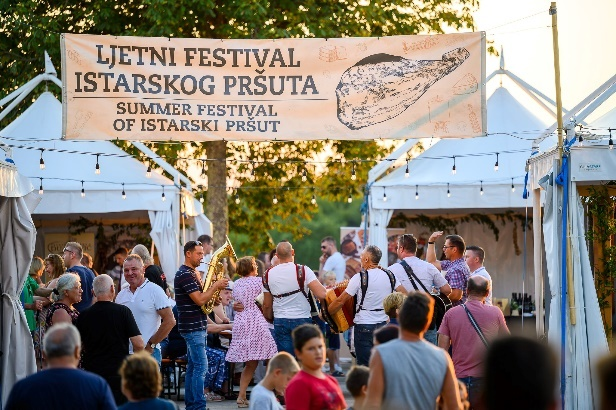 LJETNI FESTIVAL
ISTARSKOG PRŠUTA
SUMMER FESTIVAL
OF ISTARSKI PRŠUT